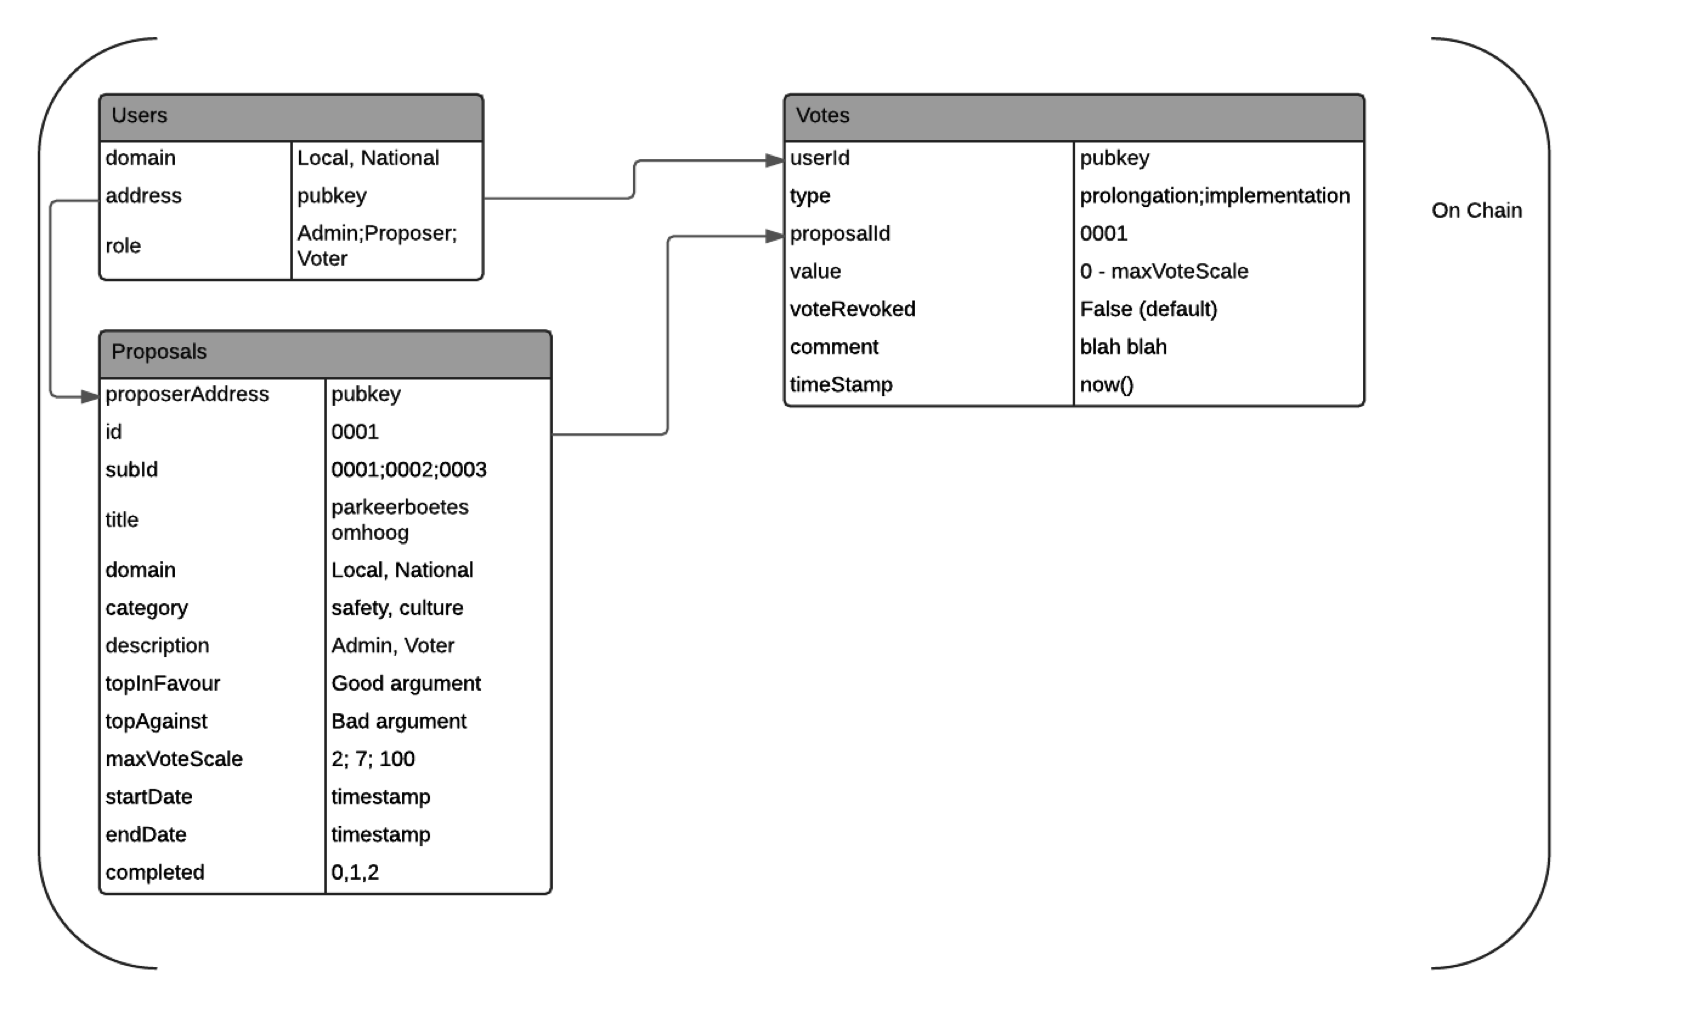 Users
domain Local, National
address pubkey
role Admin;Proposer;
Voter
Proposals
proposerAddress pubkey
id 0001
subId 0001;0002;0003
title parkeerboetes
omhoog
domain Local, National
category safety, culture
description Admin, Voter
topInFavour Good argument
topAgainst Bad argument
maxVoteScale 2; 7; 100
startDate timestamp
endDate timestamp
completed 0,1,2
Votes
userId pubkey
type prolongation;implementation
proposalId 0001
value 0 - maxVoteScale
voteRevoked False (default)
comment blah blah
timeStamp now()
On Chain